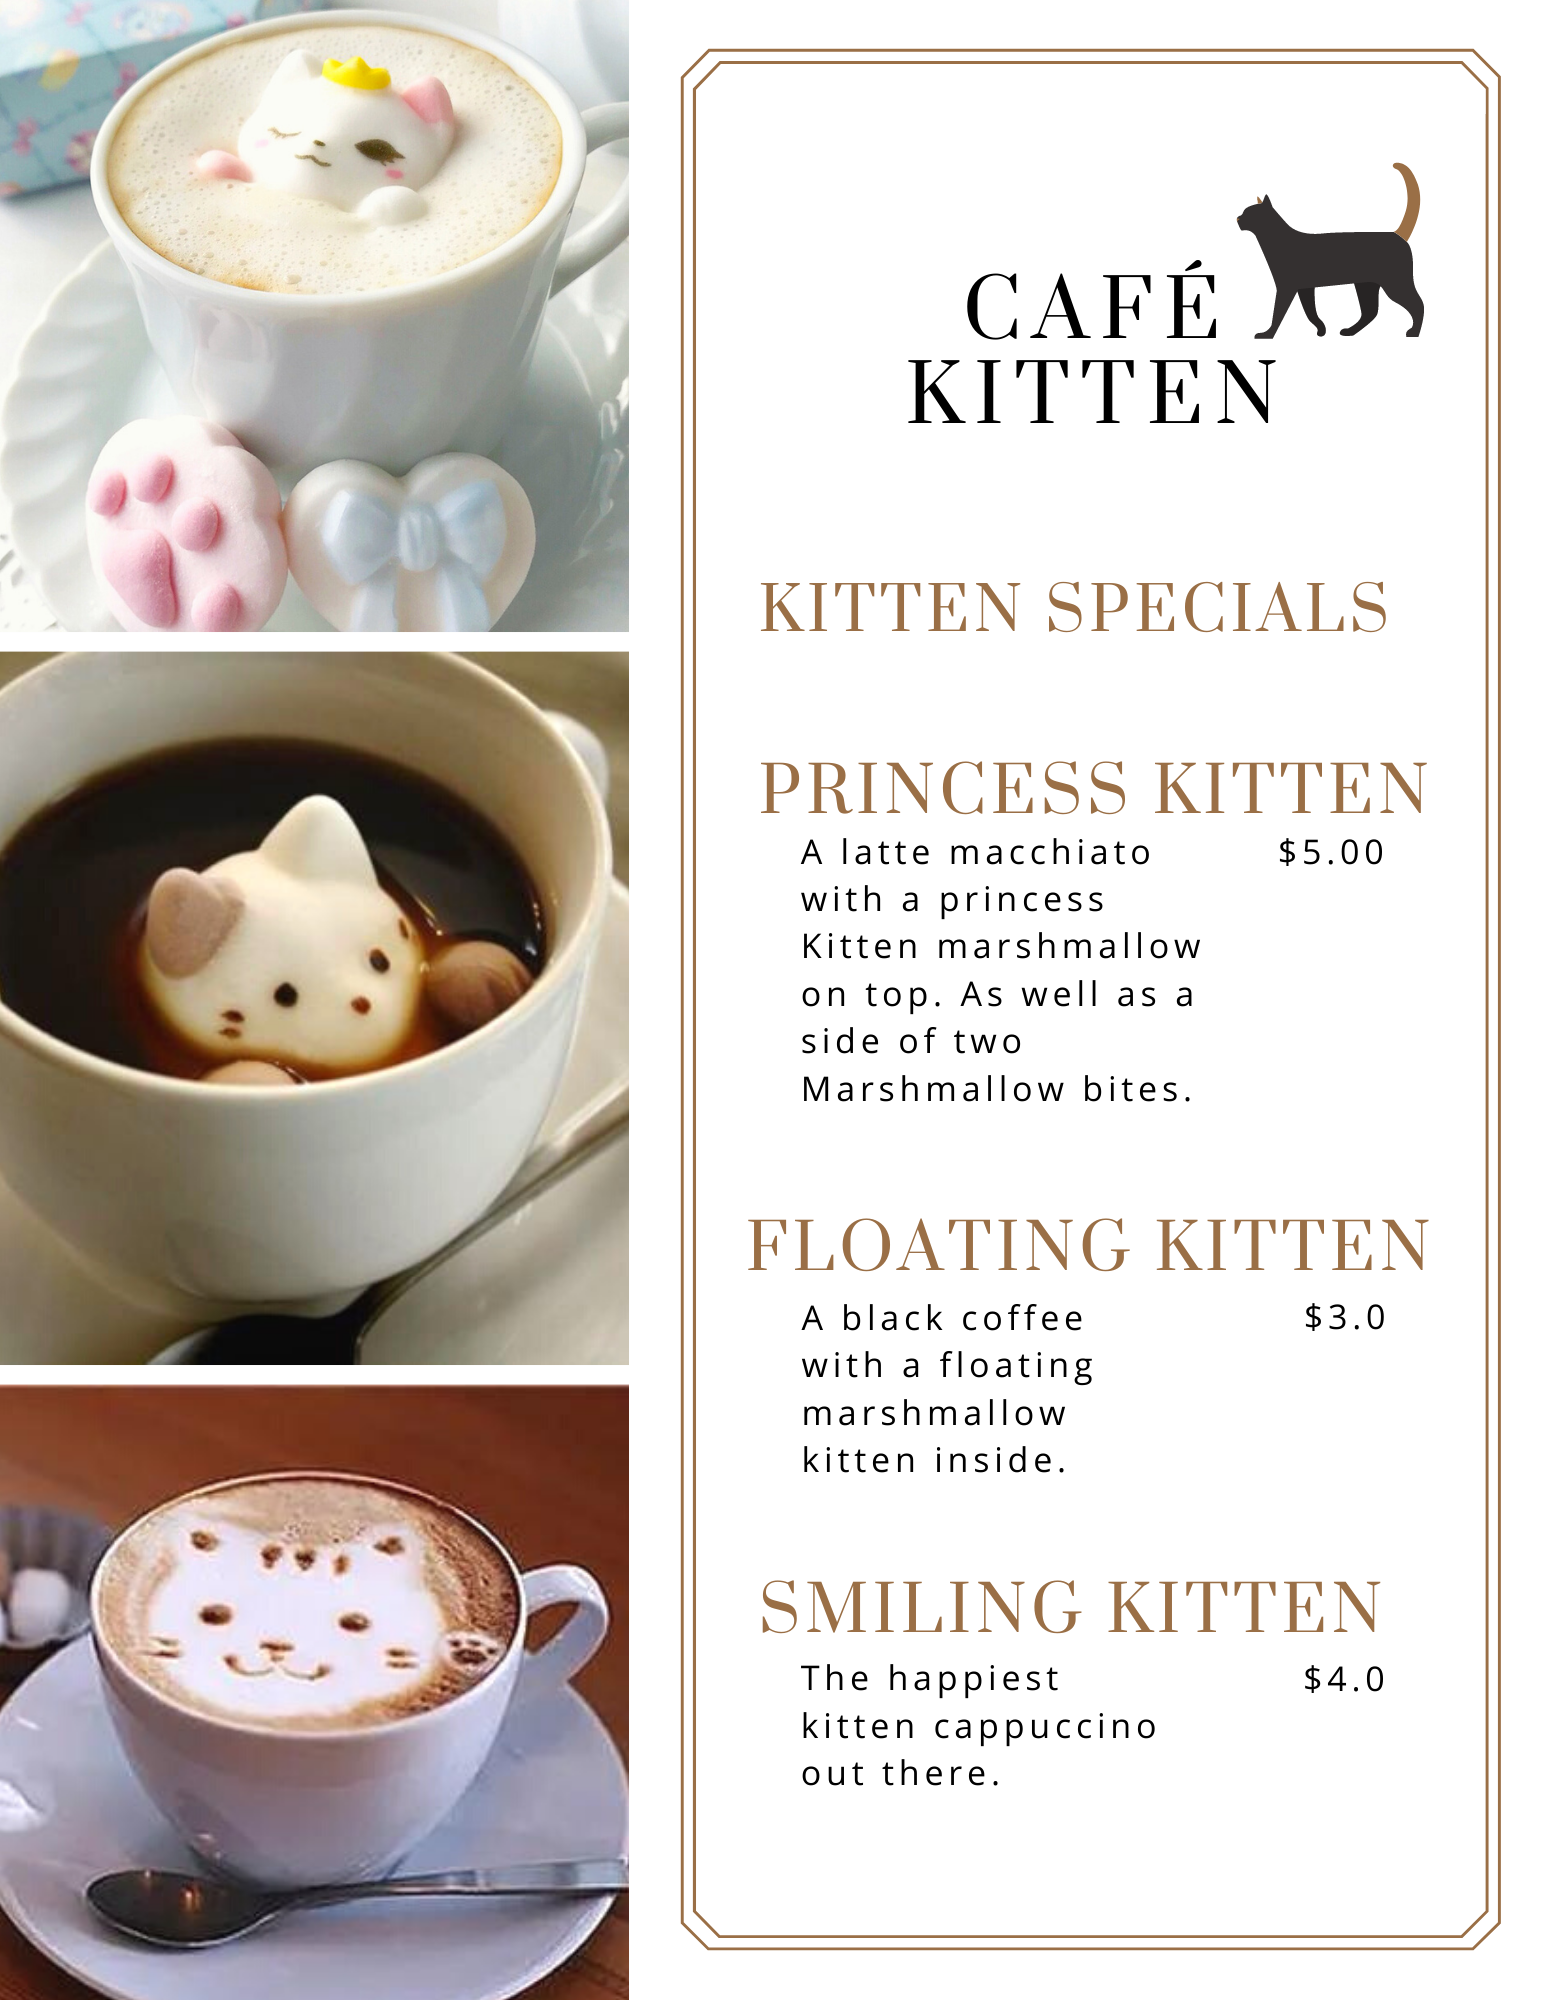 CAFÉ
KITTEN
KITTEN SPECIALS
PRINCESS KITTEN
A latte macchiato $5.00
with a princess
Kitten marshmallow
on top. As well as a
side of two
Marshmallow bites.
FLOATING KITTEN
A black coffee $3.0
with a floating
marshmallow
kitten inside.
SMILING KITTEN
The happiest $4.0
kitten cappuccino
out there.